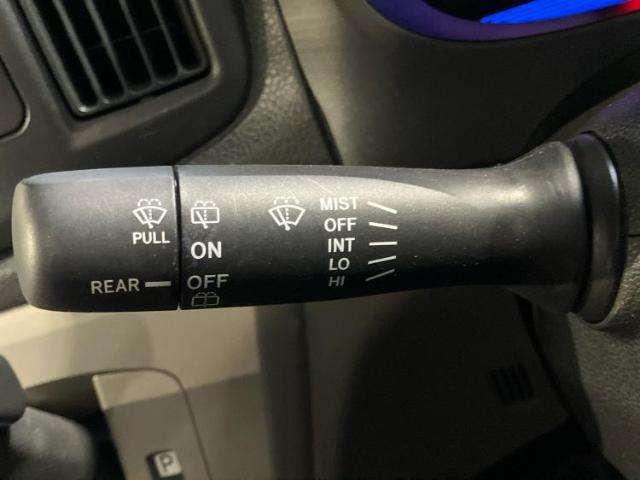 MIST
OFF
INT
LO
HI
PULL
ON
REAR
OFF
P